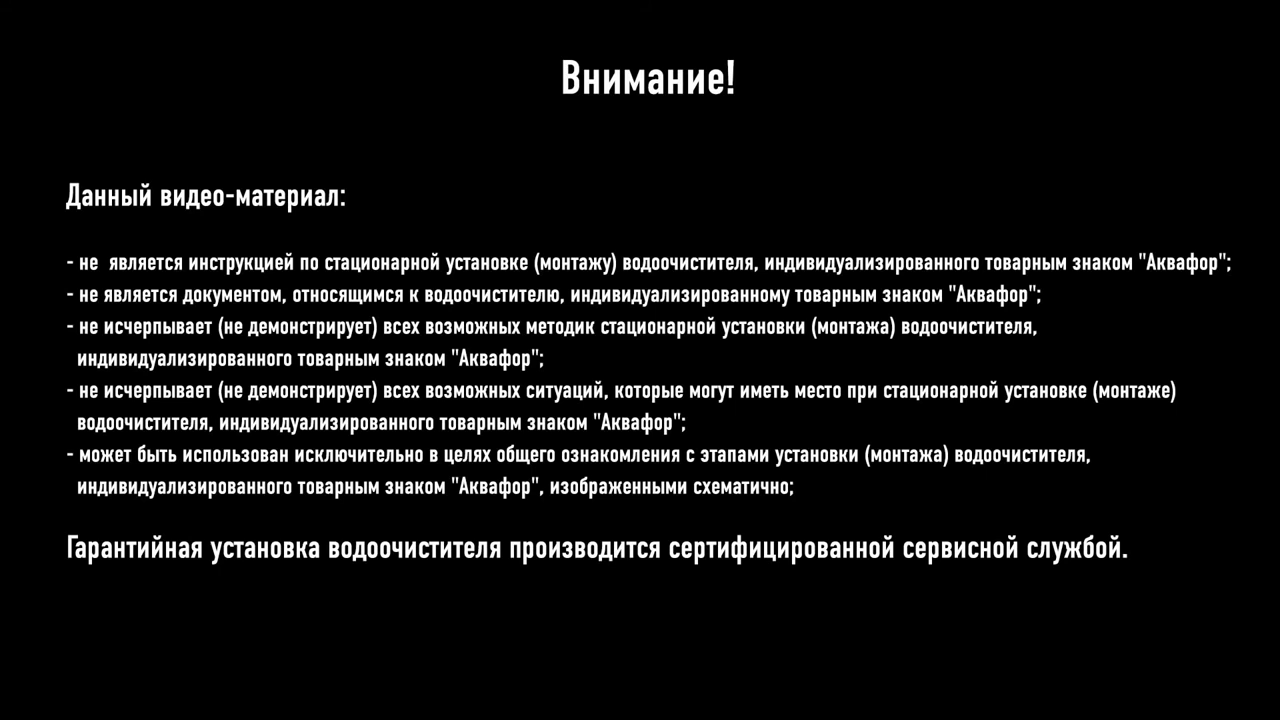 Внимание!
Данный видео-материал:
- не является инструкцией по стационарной установке (монтажу) водоочистителя, индивидуализированного товарным знаком "Аквафор";
- не является документом, относящимся к водоочистителю, индивидуализированному товарным знаком "Аквафор";
- не исчерпывает (не демонстрирует) всех возможных методик стационарной установки (монтажа) водоочистителя,
индивидуализированного товарным знаком "Аквафор";
- не исчерпывает (не демонстрирует) всех возможных ситуаций, которые могут иметь место при стационарной установке (монтаже)
водоочистителя, индивидуализированного товарным знаком "Аквафор";
- может быть использован исключительно в целях общего ознакомления с этапами установки (монтажа) водоочистителя,
индивидуализированного товарным знаком "Аквафор", изображенными схематично;
Гарантийная установка водоочистителя производится сертифицированной сервисной службой.